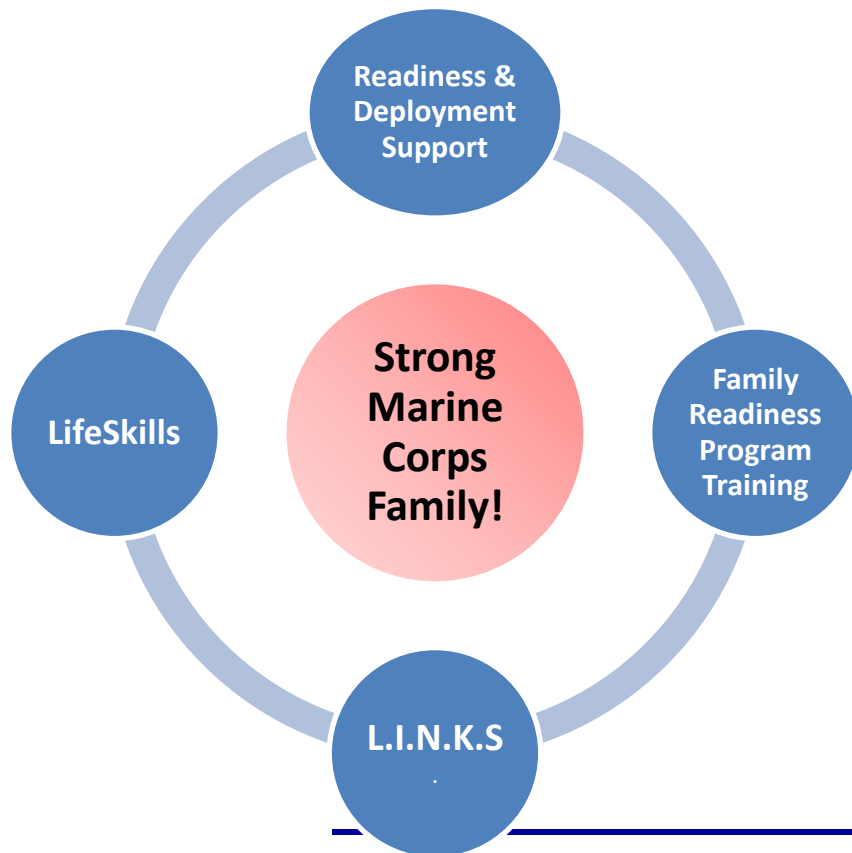 Readiness &
Deployment
Support
Strong
Marine
Corps
Family!
LifeSkills
Family
Readiness
Program
Training
L.I.N.K.S
.